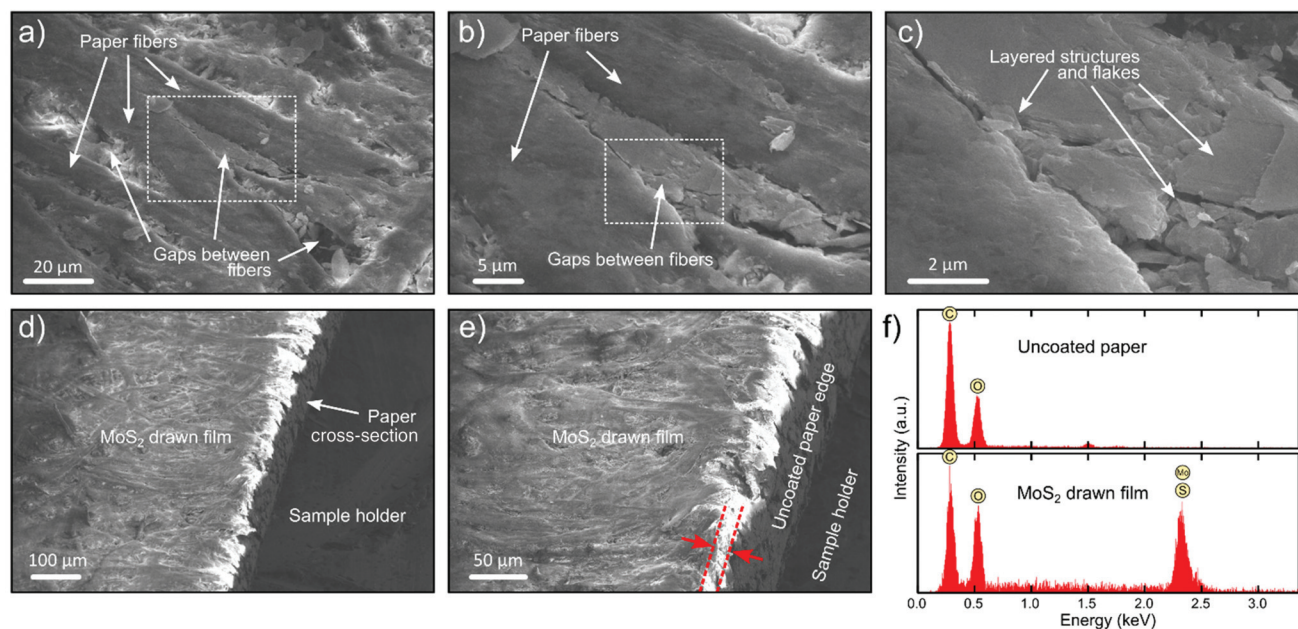 a)
Paper fibers
Gaps between
fibers
20 μm
b)
Paper fibers
Gaps between fibers
5 μm
c)
Layered structures
and flakes
2 μm
d)
MoS₂ drawn film
Paper
cross-section
Sample holder
100 μm
e)
MoS₂ drawn film
Uncoated paper edge
Sample holder
50 μm
f)
C
O
Uncoated paper
Intensity (a.u.)
C
O
Mo
S
MoS₂ drawn film
0.0 0.5 1.0 1.5 2.0 2.5 3.0
Energy (keV)